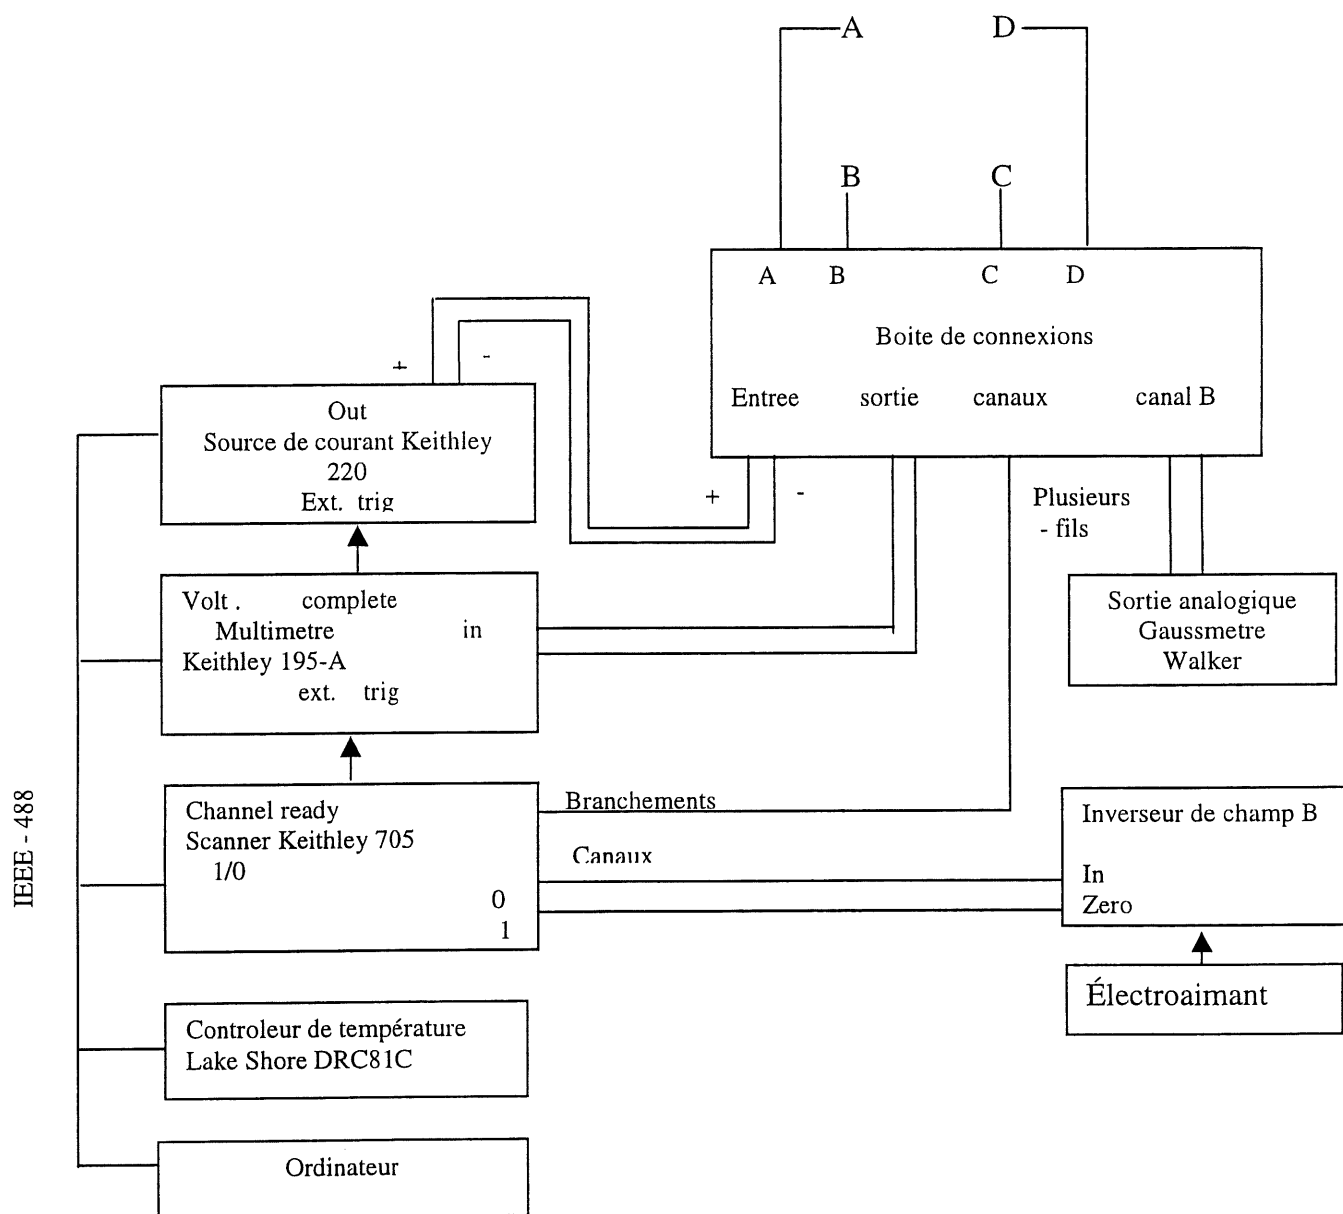 A D
B C
A B C D
Boite de connexions
Entree sortie canaux canal B
+ -
Out
Source de courant Keithley
220
Ext. trig
+ -
Plusieurs
- fils
Volt . complete
Multimetre in
Keithley 195-A
ext. trig
Sortie analogique
Gaussmetre
Walker
IEEE - 488
Channel ready
Scanner Keithley 705
1/0
0
1
Branchements
Canaux
Inverseur de champ B
In
Zero
Électroaimant
Controleur de température
Lake Shore DRC81C
Ordinateur